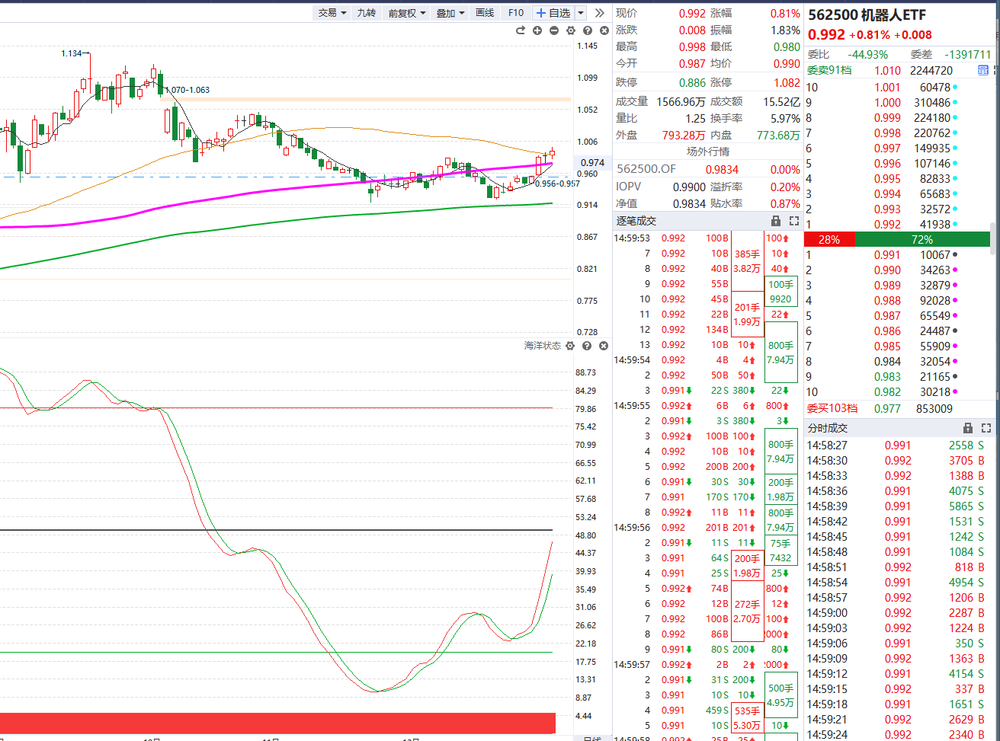 交易 九转 前复权 叠加 画线 F10 自选
1.134
1.070-1.063
0.956-0.957
1.145
1.099
1.052
1.006
0.974
0.960
0.914
0.867
0.821
0.775
0.728
海洋状态
88.73
84.29
79.86
75.42
70.99
66.55
62.11
57.68
53.24
48.80
44.37
39.93
35.49
31.06
26.62
22.18
17.75
13.31
8.87
4.44
现价 0.992 涨幅 0.81%
涨跌 0.008 振幅 1.83%
最高 0.998 最低 0.980
今开 0.987 均价 0.990
跌停 0.886 涨停 1.082
成交量 1566.96万 成交额 15.52亿
量比 1.25 换手率 5.97%
外盘 793.28万 内盘 773.68万
场外行情
562500.OF 0.9834 0.00%
IOPV 0.9900 溢折率 0.20%
净值 0.9834 贴水率 0.87%
逐笔成交
14:59:53 0.992 100B 100
7 0.992 10B 385手 10
8 0.992 40B 3.82万 40
9 0.992 55B 100手
10 0.992 45B 9920
11 0.992 22B 201手 22
12 0.992 134B 1.99万
13 0.992 10B 10 800手
14:59:54 0.992 4B 4 7.94万
2 0.992 50B 50
3 0.991 22S 380 22
14:59:55 0.992 6B 6 800
2 0.991 3S 380 3
3 0.992 100B 100 800手
4 0.992 10B 10 7.94万
5 0.992 200B 200
6 0.991 30S 30 200手
7 0.991 170S 170 1.98万
8 0.992 11B 11 800手
14:59:56 0.992 201B 201 7.94万
2 0.991 11S 11 75手
3 0.991 64S 200手 7432
4 0.991 25S 1.98万 25
5 0.992 74B 800
6 0.992 12B 272手 12
7 0.992 100B 2.70万 100
8 0.992 86B 2000
9 0.991 80S 200 80
14:59:57 0.992 2B 2 2000
2 0.991 31S 200 500手
3 0.991 10S 10 4.95万
4 0.991 459S 535手
5 0.991 10S 5.30万 10
14:59:58 0.992 25B 25
562500 机器人ETF
0.992 +0.81% +0.008
委比 -44.93% 委差 -1391711
委卖91档 1.010 2244720
10 1.001 60478
9 1.000 310486
8 0.999 224180
7 0.998 220762
6 0.997 149935
5 0.996 107146
4 0.995 82833
3 0.994 65683
2 0.993 32572
1 0.992 41938
28% 72%
1 0.991 10067
2 0.990 34263
3 0.989 32879
4 0.988 92028
5 0.987 65549
6 0.986 24487
7 0.985 55909
8 0.984 32054
9 0.983 21165
10 0.982 30218
委买103档 0.977 853009
分时成交
14:58:27 0.991 2558 S
14:58:30 0.992 3705 B
14:58:33 0.992 1388 B
14:58:36 0.991 4075 S
14:58:39 0.991 5865 S
14:58:42 0.991 1531 S
14:58:45 0.991 1242 S
14:58:48 0.991 1084 S
14:58:51 0.992 818 B
14:58:54 0.991 4954 S
14:58:57 0.992 1206 B
14:59:00 0.992 2287 B
14:59:03 0.992 1224 B
14:59:06 0.991 350 S
14:59:09 0.992 1363 B
14:59:12 0.991 4154 S
14:59:15 0.992 337 B
14:59:18 0.991 1651 S
14:59:21 0.992 2629 B
14:59:24 0.992 2340 B